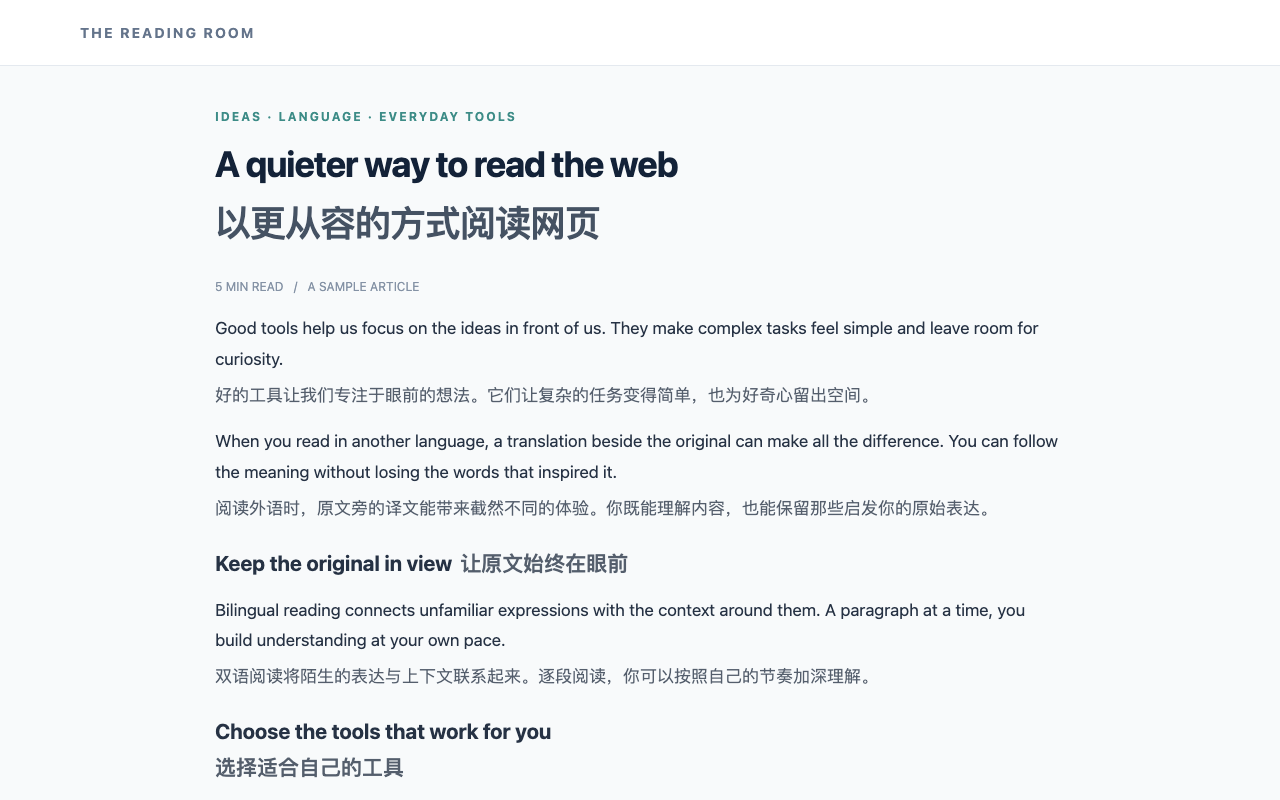 THE READING ROOM
IDEAS · LANGUAGE · EVERYDAY TOOLS
A quieter way to read the web
以更从容的方式阅读网页
5 MIN READ / A SAMPLE ARTICLE
Good tools help us focus on the ideas in front of us. They make complex tasks feel simple and leave room for
curiosity.
好的工具让我们专注于眼前的想法。它们让复杂的任务变得简单，也为好奇心留出空间。
When you read in another language, a translation beside the original can make all the difference. You can follow
the meaning without losing the words that inspired it.
阅读外语时，原文旁的译文能带来截然不同的体验。你既能理解内容，也能保留那些启发你的原始表达。
Keep the original in view 让原文始终在眼前
Bilingual reading connects unfamiliar expressions with the context around them. A paragraph at a time, you
build understanding at your own pace.
双语阅读将陌生的表达与上下文联系起来。逐段阅读，你可以按照自己的节奏加深理解。
Choose the tools that work for you
选择适合自己的工具